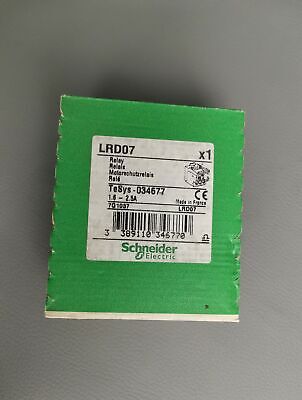 LRD07 x1
Relay
Relais
Motorschutzrelais
Relé
TeSys-034677
1.6 - 2.5A
Made in France
LRD07
3 389110 346770
Schneider
Electric